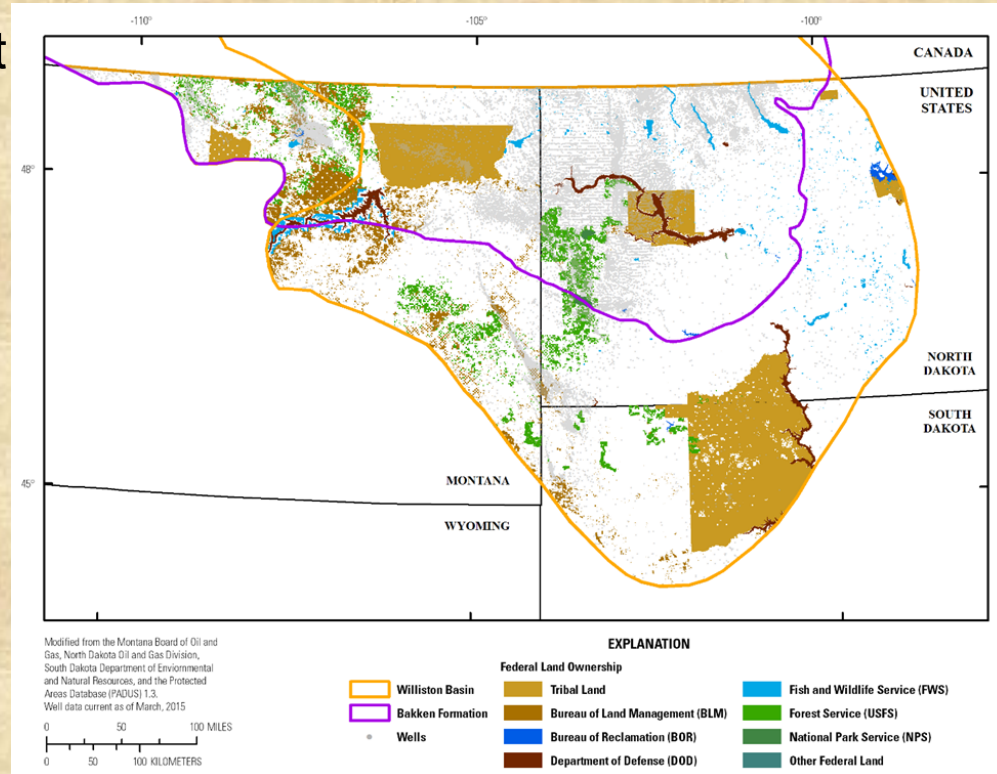 t
-110°
-105°
-100°
CANADA
UNITED
STATES
48°
NORTH
DAKOTA
SOUTH
DAKOTA
45°
MONTANA
WYOMING
Modified from the Montana Board of Oil and
Gas, North Dakota Oil and Gas Division,
South Dakota Department of Enviornmental
and Natural Resources, and the Protected
Areas Database (PADUS) 1.3.
Well data current as of March, 2015
0 50 100 MILES
0 50 100 KILOMETERS
EXPLANATION
Federal Land Ownership
Williston Basin
Bakken Formation
Wells
Tribal Land
Bureau of Land Management (BLM)
Bureau of Reclamation (BOR)
Department of Defense (DOD)
Fish and Wildlife Service (FWS)
Forest Service (USFS)
National Park Service (NPS)
Other Federal Land